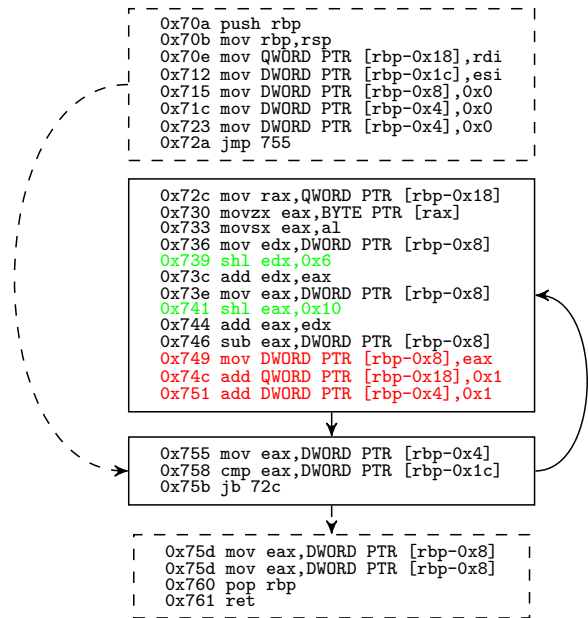 0x70a push rbp
0x70b mov rbp,rsp
0x70e mov QWORD PTR [rbp-0x18],rdi
0x712 mov DWORD PTR [rbp-0x1c],esi
0x715 mov DWORD PTR [rbp-0x8],0x0
0x71c mov DWORD PTR [rbp-0x4],0x0
0x723 mov DWORD PTR [rbp-0x4],0x0
0x72a jmp 755
0x72c mov rax,QWORD PTR [rbp-0x18]
0x730 movzx eax,BYTE PTR [rax]
0x733 movsx eax,al
0x736 mov edx,DWORD PTR [rbp-0x8]
0x739 shl edx,0x6
0x73c add edx,eax
0x73e mov eax,DWORD PTR [rbp-0x8]
0x741 shl eax,0x10
0x744 add eax,edx
0x746 sub eax,DWORD PTR [rbp-0x8]
0x749 mov DWORD PTR [rbp-0x8],eax
0x74c add QWORD PTR [rbp-0x18],0x1
0x751 add DWORD PTR [rbp-0x4],0x1
0x755 mov eax,DWORD PTR [rbp-0x4]
0x758 cmp eax,DWORD PTR [rbp-0x1c]
0x75b jb 72c
0x75d mov eax,DWORD PTR [rbp-0x8]
0x75d mov eax,DWORD PTR [rbp-0x8]
0x760 pop rbp
0x761 ret